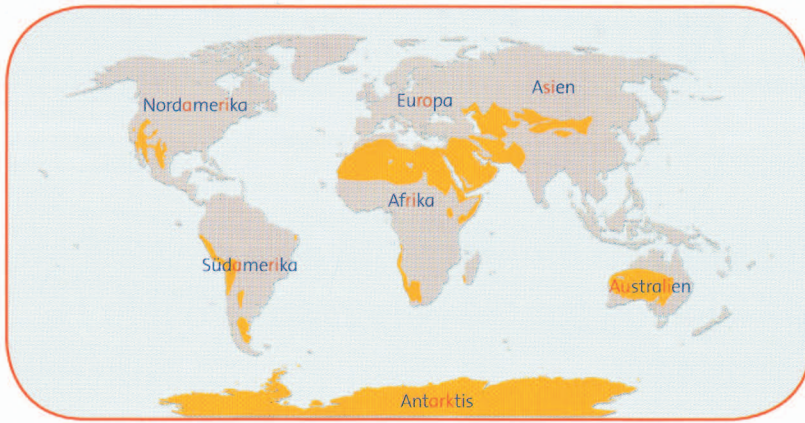 Nordamerika
Europa
Asien
Afrika
Südamerika
Australien
Antarktis